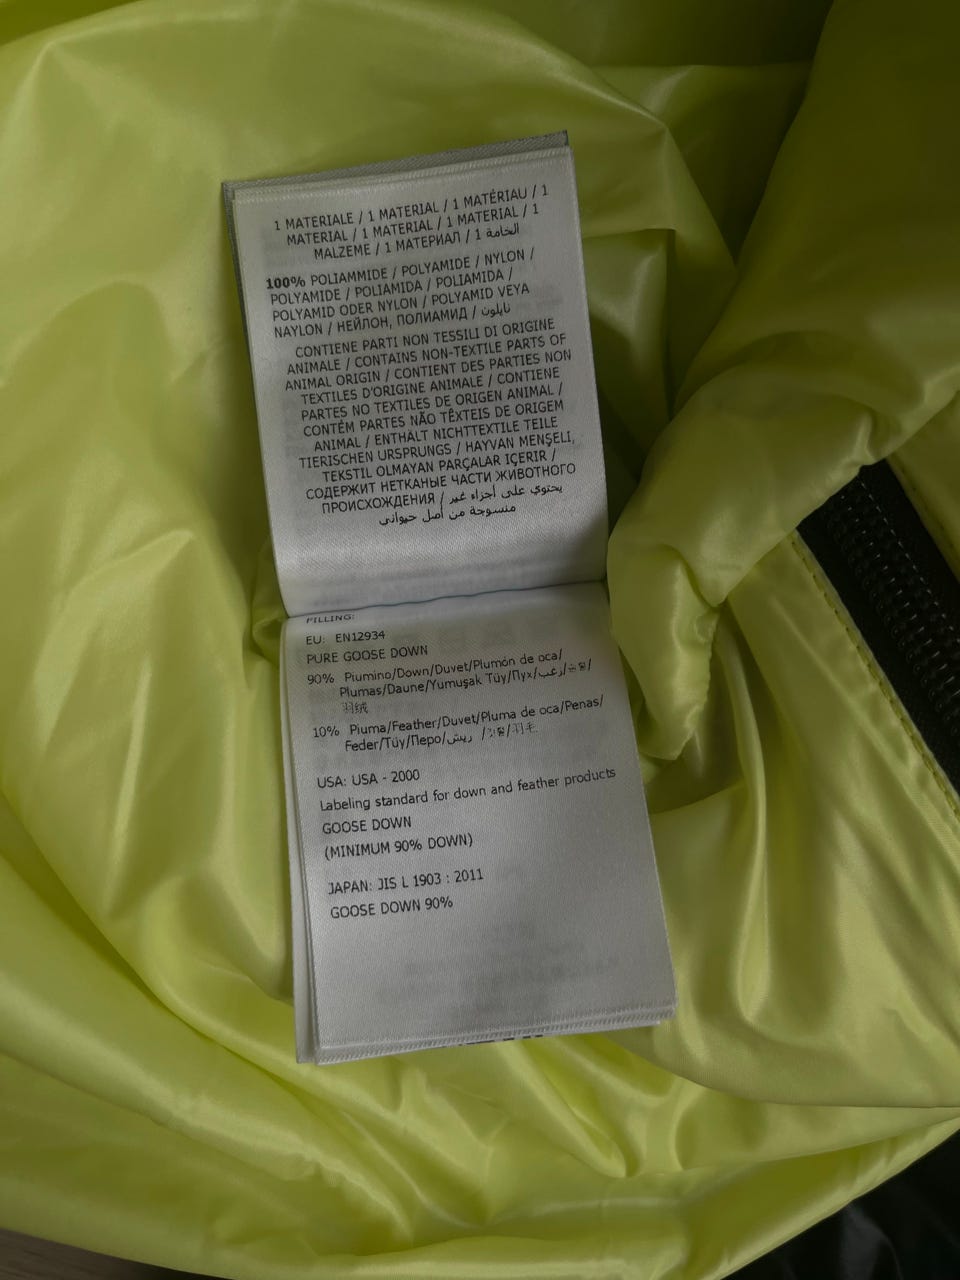 1 MATERIALE / 1 MATERIAL / 1 MATÉRIAU / 1
MATERIAL / 1 MATERIAL / 1 MATERIAL / 1
MALZEME / 1 МАТЕРИАЛ / 1 الخامة
100% POLIAMMIDE / POLYAMIDE / NYLON /
POLYAMIDE / POLIAMIDA / POLIAMIDA /
POLYAMID ODER NYLON / POLYAMID VEYA
NAYLON / НЕЙЛОН, ПОЛИАМИД / نايلون
CONTIENE PARTI NON TESSILI DI ORIGINE
ANIMALE / CONTAINS NON-TEXTILE PARTS OF
ANIMAL ORIGIN / CONTIENT DES PARTIES NON
TEXTILES D'ORIGINE ANIMALE / CONTIENE
PARTES NO TEXTILES DE ORIGEN ANIMAL /
CONTÉM PARTES NÃO TÊXTEIS DE ORIGEM
ANIMAL / ENTHÄLT NICHTTEXTILE TEILE
TIERISCHEN URSPRUNGS / HAYVAN MENŞELİ,
TEKSTIL OLMAYAN PARÇALAR IÇERIR /
СОДЕРЖИТ НЕТКАНЫЕ ЧАСТИ ЖИВОТНОГО
ПРОИСХОЖДЕНИЯ / يحتوي على أجزاء غير
منسوجة من أصل حيواني
FILLING:
EU: EN12934
PURE GOOSE DOWN
90% Piumino/Down/Duvet/Plumón de oca/
Plumas/Daune/Yumuşak Tüy/Пух/زغب/
羽绒
10% Piuma/Feather/Duvet/Pluma de oca/Penas/
Feder/Tüy/Перо/ريش /깃털/羽毛
USA: USA - 2000
Labeling standard for down and feather products
GOOSE DOWN
(MINIMUM 90% DOWN)
JAPAN: JIS L 1903 : 2011
GOOSE DOWN 90%